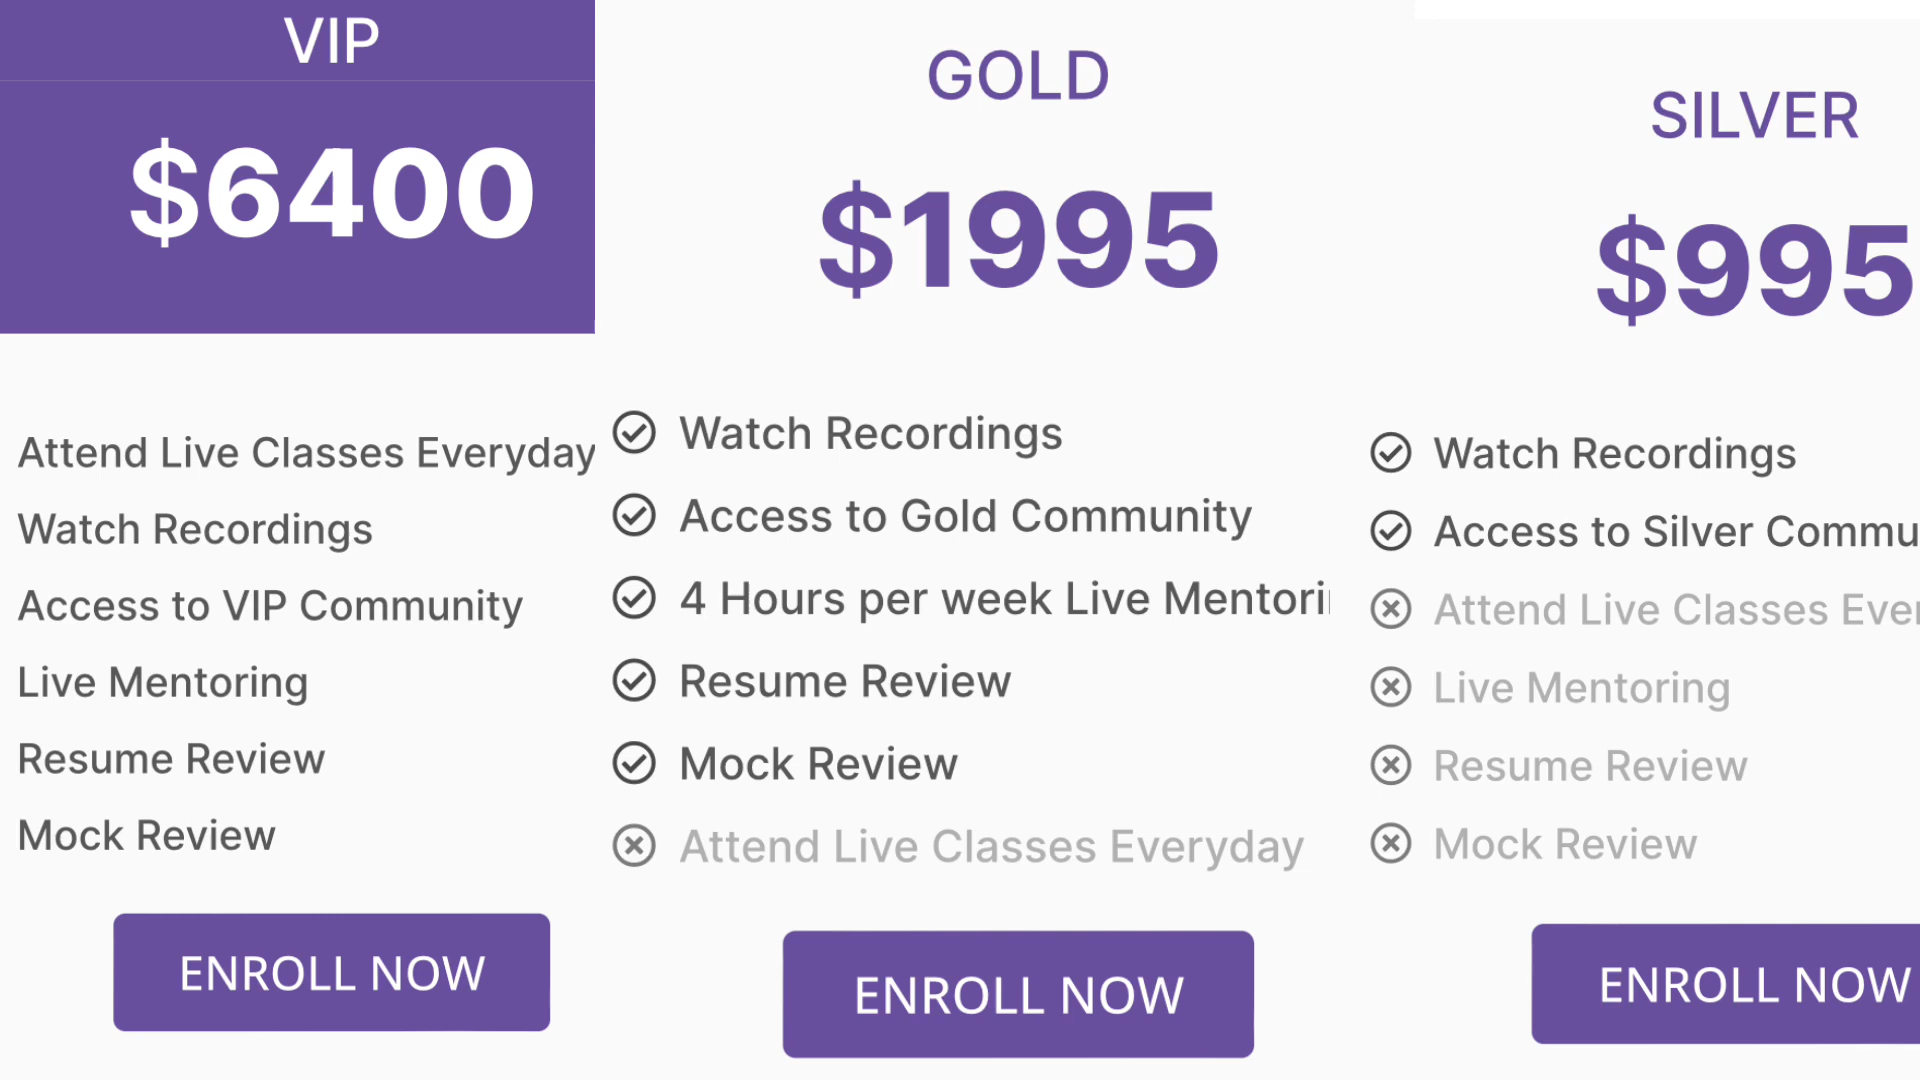 VIP
$6400
Attend Live Classes Everyday
Watch Recordings
Access to VIP Community
Live Mentoring
Resume Review
Mock Review
ENROLL NOW
GOLD
$1995
Watch Recordings
Access to Gold Community
4 Hours per week Live
Resume Review
Mock Review
Attend Live Classes Everyday
ENROLL NOW
SILVER
$995
Watch Recordings
Access to Silver
Attend Live Classes
Live Mentoring
Resume Review
Mock Review
ENROLL NOW